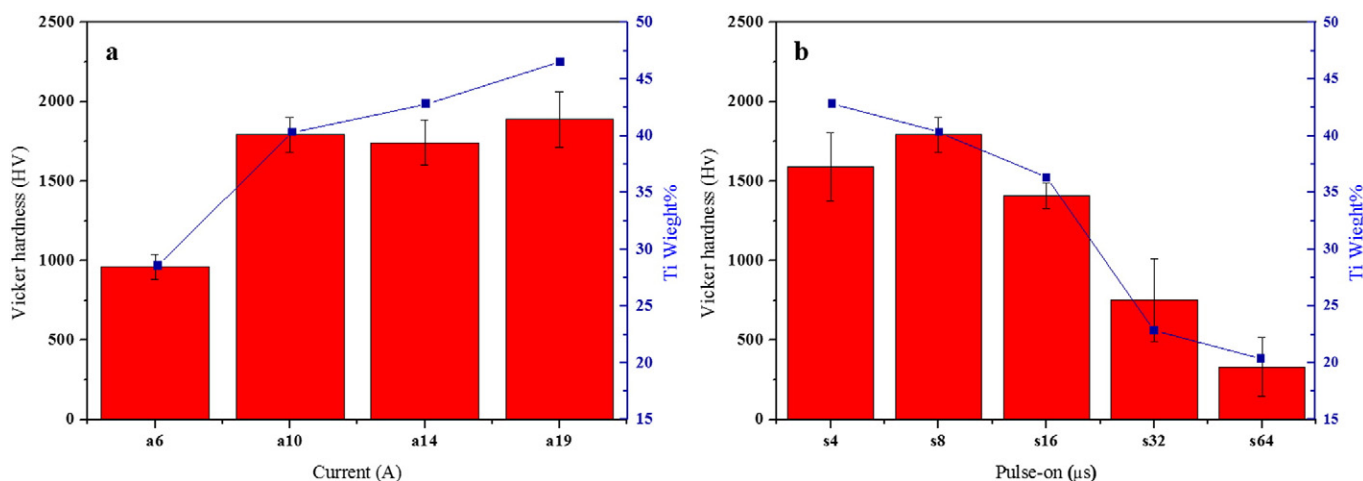 a
2500
2000
1500
1000
500
0
Vicker hardness (HV)
50
45
40
35
30
25
20
15
Ti Wieght%
a6 a10 a14 a19
Current (A)
b
2500
2000
1500
1000
500
0
Vicker hardness (Hv)
50
45
40
35
30
25
20
15
Ti Wieght%
s4 s8 s16 s32 s64
Pulse-on (μs)